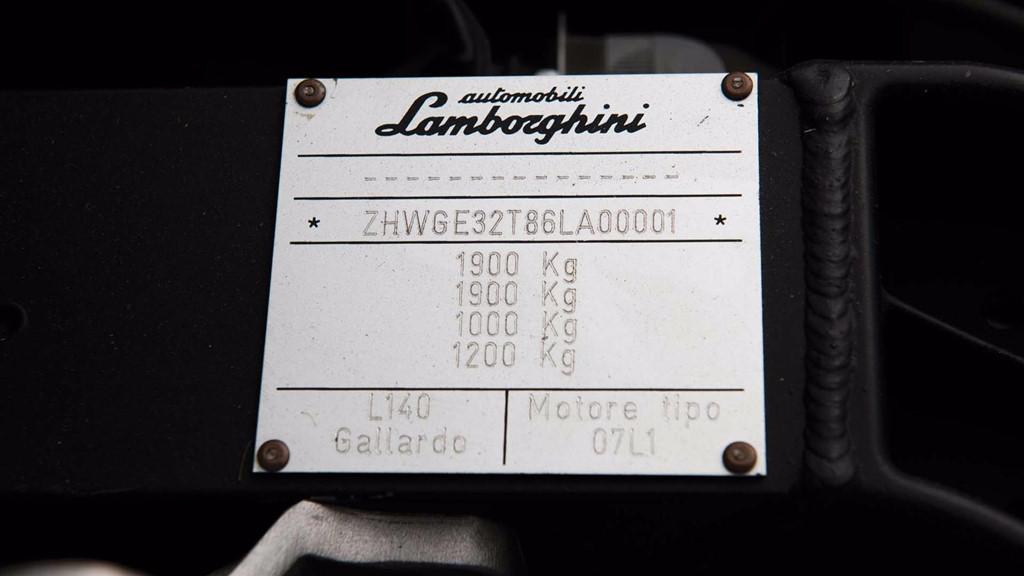 automobili
Lamborghini
---------------
* ZHWGE32T86LA00001 *
1900 Kg
1900 Kg
1000 Kg
1200 Kg
L140
Gallardo
Motore tipo
07L1